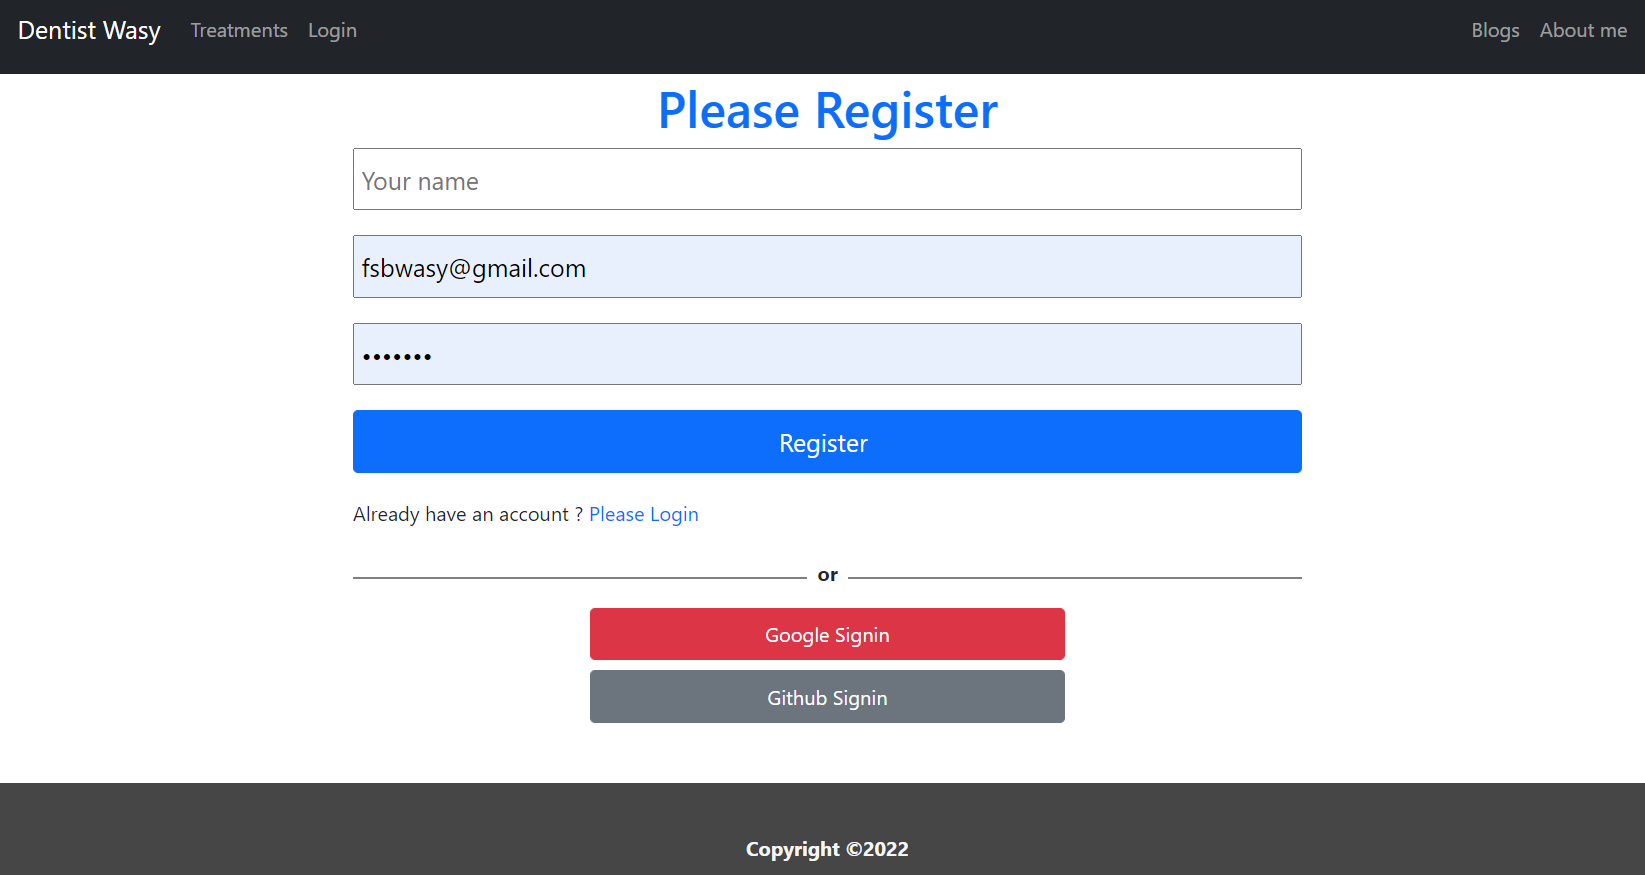 Dentist Wasy Treatments Login Blogs About me
Please Register
Your name
fsbwasy@gmail.com
•••••••
Register
Already have an account ? Please Login
or
Google Signin
Github Signin
Copyright ©2022